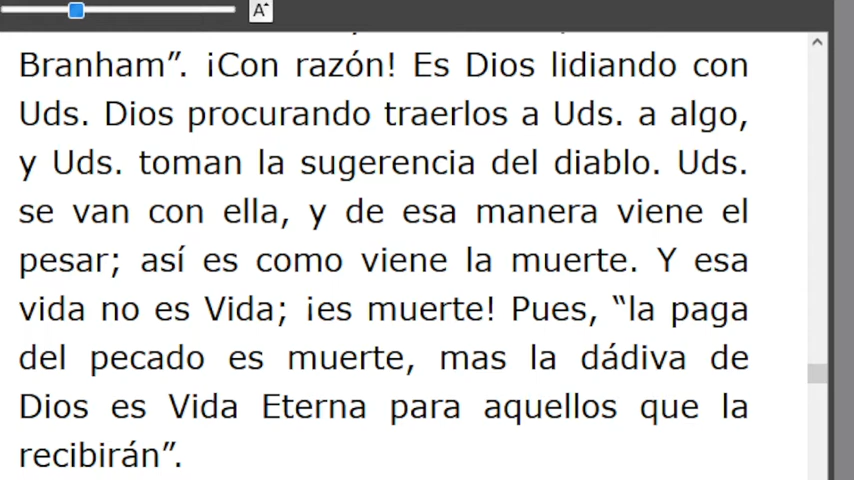 A
Branham”. ¡Con razón! Es Dios lidiando con
Uds. Dios procurando traerlos a Uds. a algo,
y Uds. toman la sugerencia del diablo. Uds.
se van con ella, y de esa manera viene el
pesar; así es como viene la muerte. Y esa
vida no es Vida; ¡es muerte! Pues, “la paga
del pecado es muerte, mas la dádiva de
Dios es Vida Eterna para aquellos que la
recibirán”.